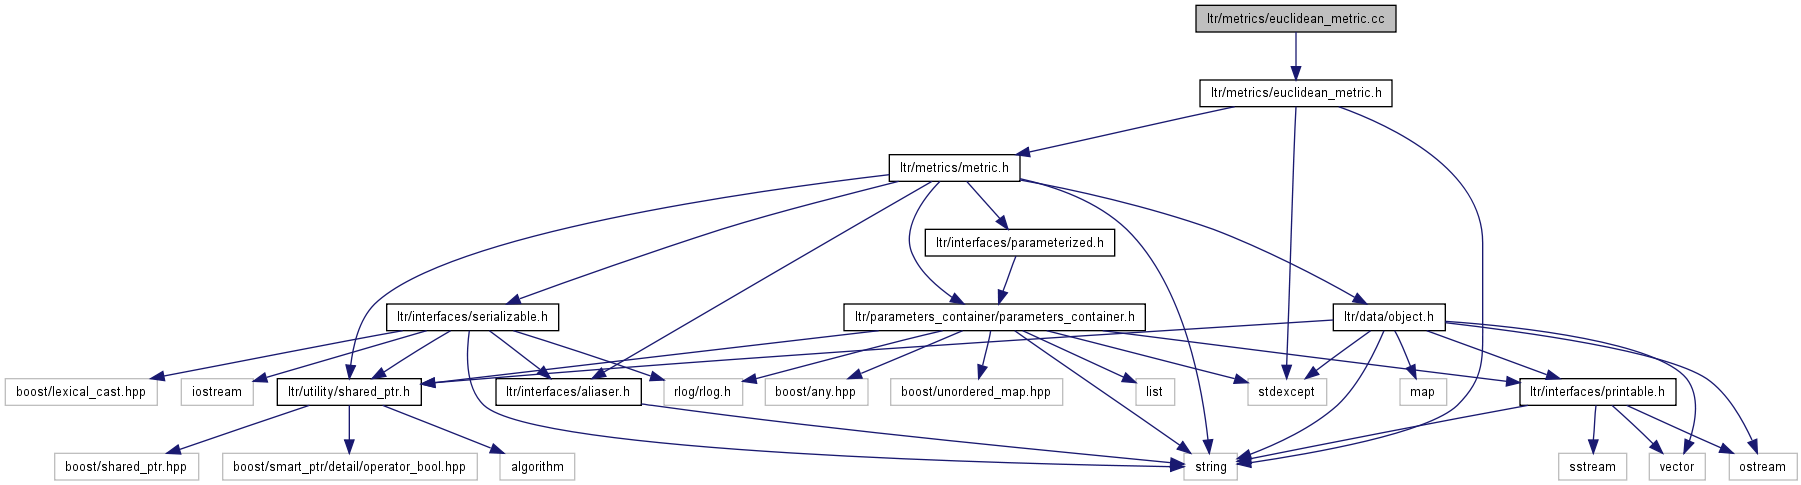 ltr/metrics/euclidean_metric.cc
ltr/metrics/euclidean_metric.h
ltr/metrics/metric.h
ltr/interfaces/parameterized.h
ltr/interfaces/serializable.h
ltr/parameters_container/parameters_container.h
ltr/data/object.h
boost/lexical_cast.hpp
iostream
ltr/utility/shared_ptr.h
ltr/interfaces/aliaser.h
rlog/rlog.h
boost/any.hpp
boost/unordered_map.hpp
list
stdexcept
map
ltr/interfaces/printable.h
boost/shared_ptr.hpp
boost/smart_ptr/detail/operator_bool.hpp
algorithm
string
sstream
vector
ostream